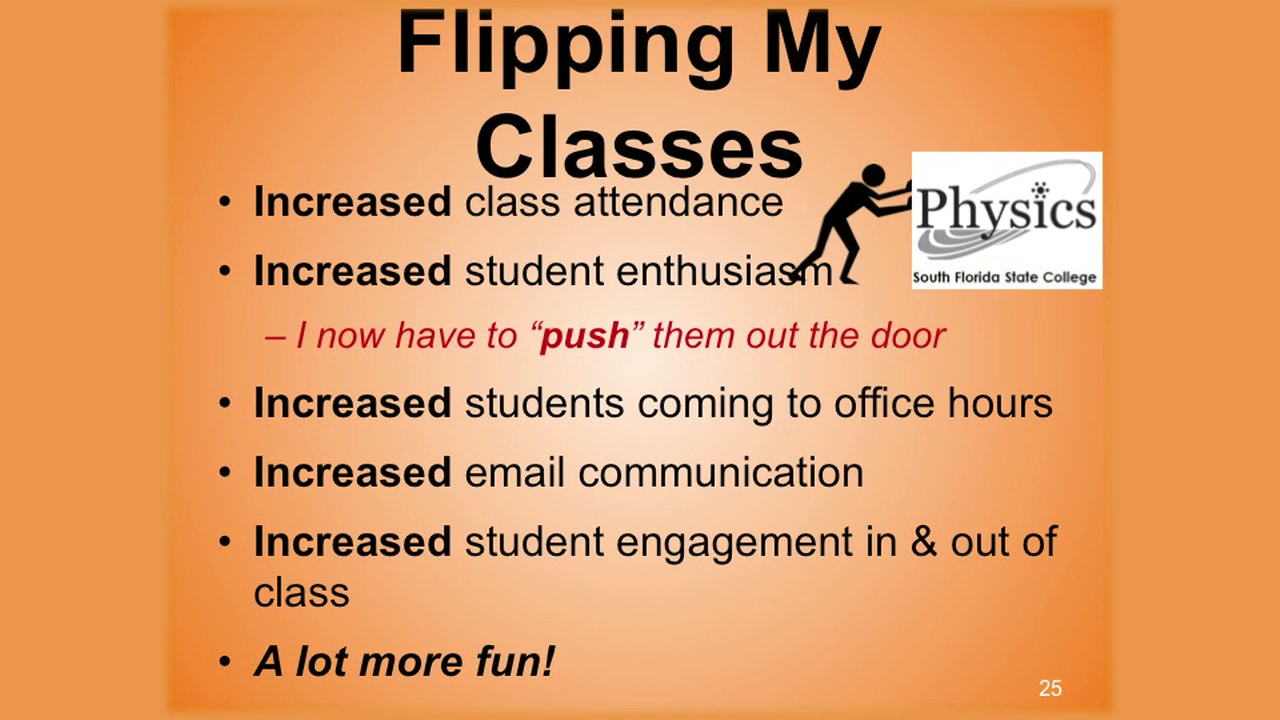 Flipping My
Classes
• Increased class attendance
• Increased student enthusiasm
– I now have to “push” them out the door
• Increased students coming to office hours
• Increased email communication
• Increased student engagement in & out of
class
• A lot more fun!
Physics
South Florida State College
25